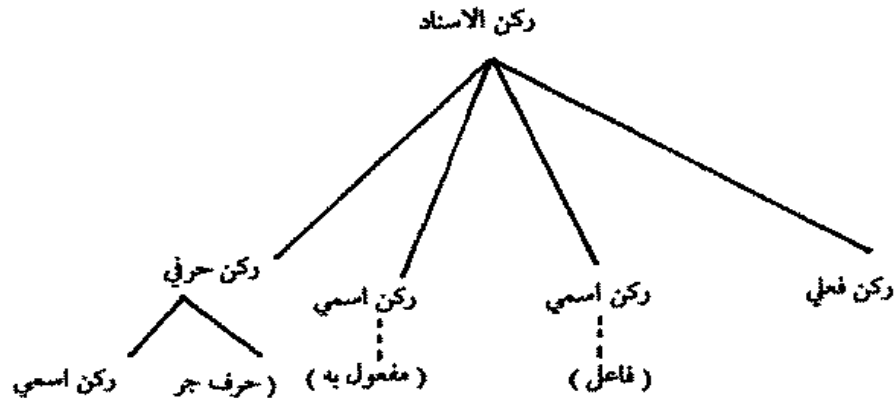 ركن الاسناد
ركن فعلي
ركن اسمي
ركن اسمي
ركن حرفي
( فاعل )
( مفعول به )
( حرف جر
ركن اسمي